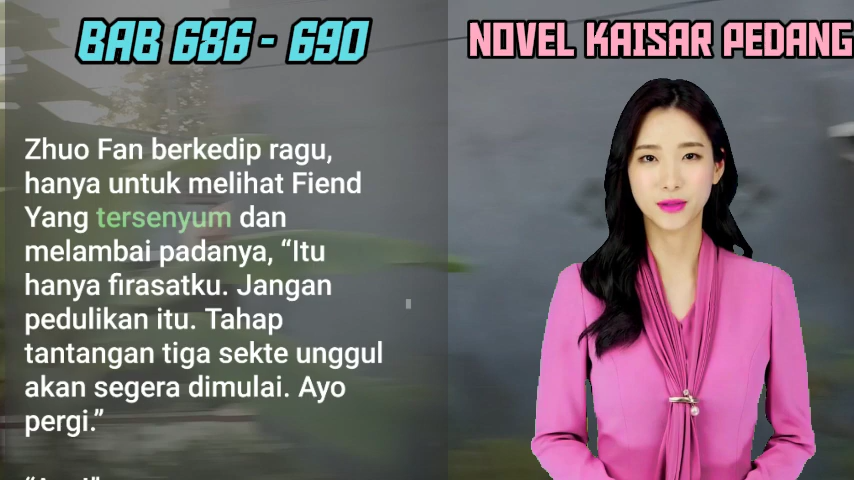 BAB 686 - 690
NOVEL KAISAR PEDANG
Zhuo Fan berkedip ragu,
hanya untuk melihat Fiend
Yang tersenyum dan
melambai padanya, “Itu
hanya firasatku. Jangan
pedulikan itu. Tahap
tantangan tiga sekte unggul
akan segera dimulai. Ayo
pergi.”